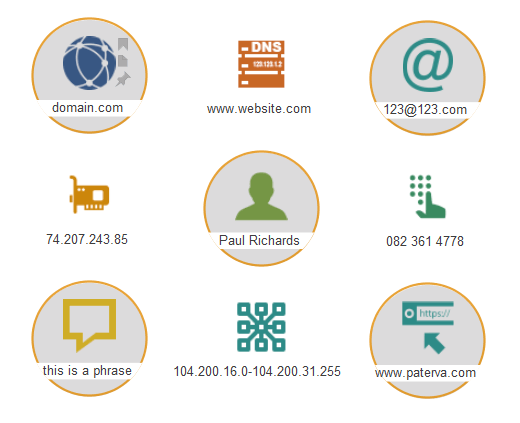 domain.com
DNS
123.123.1.2
www.website.com
@
123@123.com
74.207.243.85
Paul Richards
082 361 4778
this is a phrase
104.200.16.0-104.200.31.255
https://
www.paterva.com